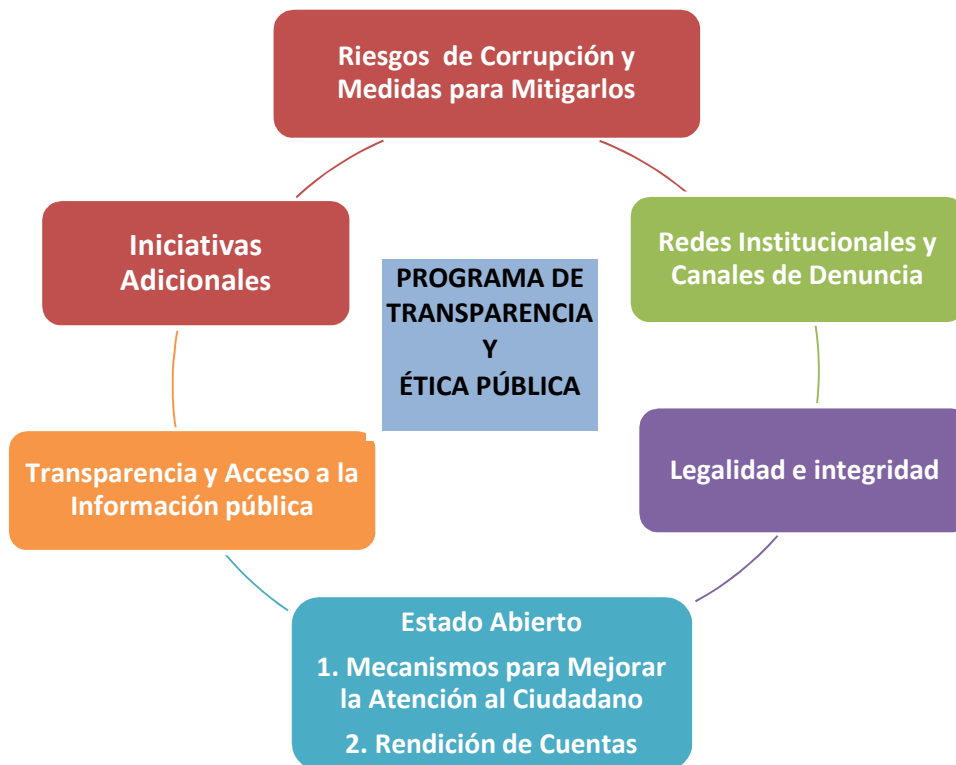 Riesgos de Corrupción y
Medidas para Mitigarlos
Iniciativas
Adicionales
Redes Institucionales y
Canales de Denuncia
PROGRAMA DE
TRANSPARENCIA
Y
ÉTICA PÚBLICA
Transparencia y Acceso a la
Información pública
Legalidad e integridad
Estado Abierto
1. Mecanismos para Mejorar
la Atención al Ciudadano
2. Rendición de Cuentas